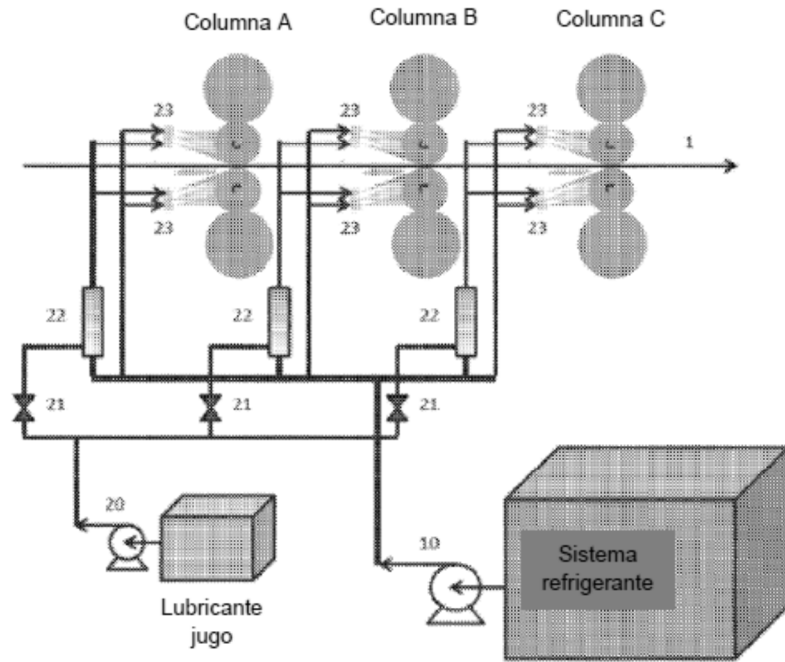 Columna A
Columna B
Columna C
23
23
23
1
23
23
23
22
22
22
21
21
21
20
10
Sistema
refrigerante
Lubricante
jugo